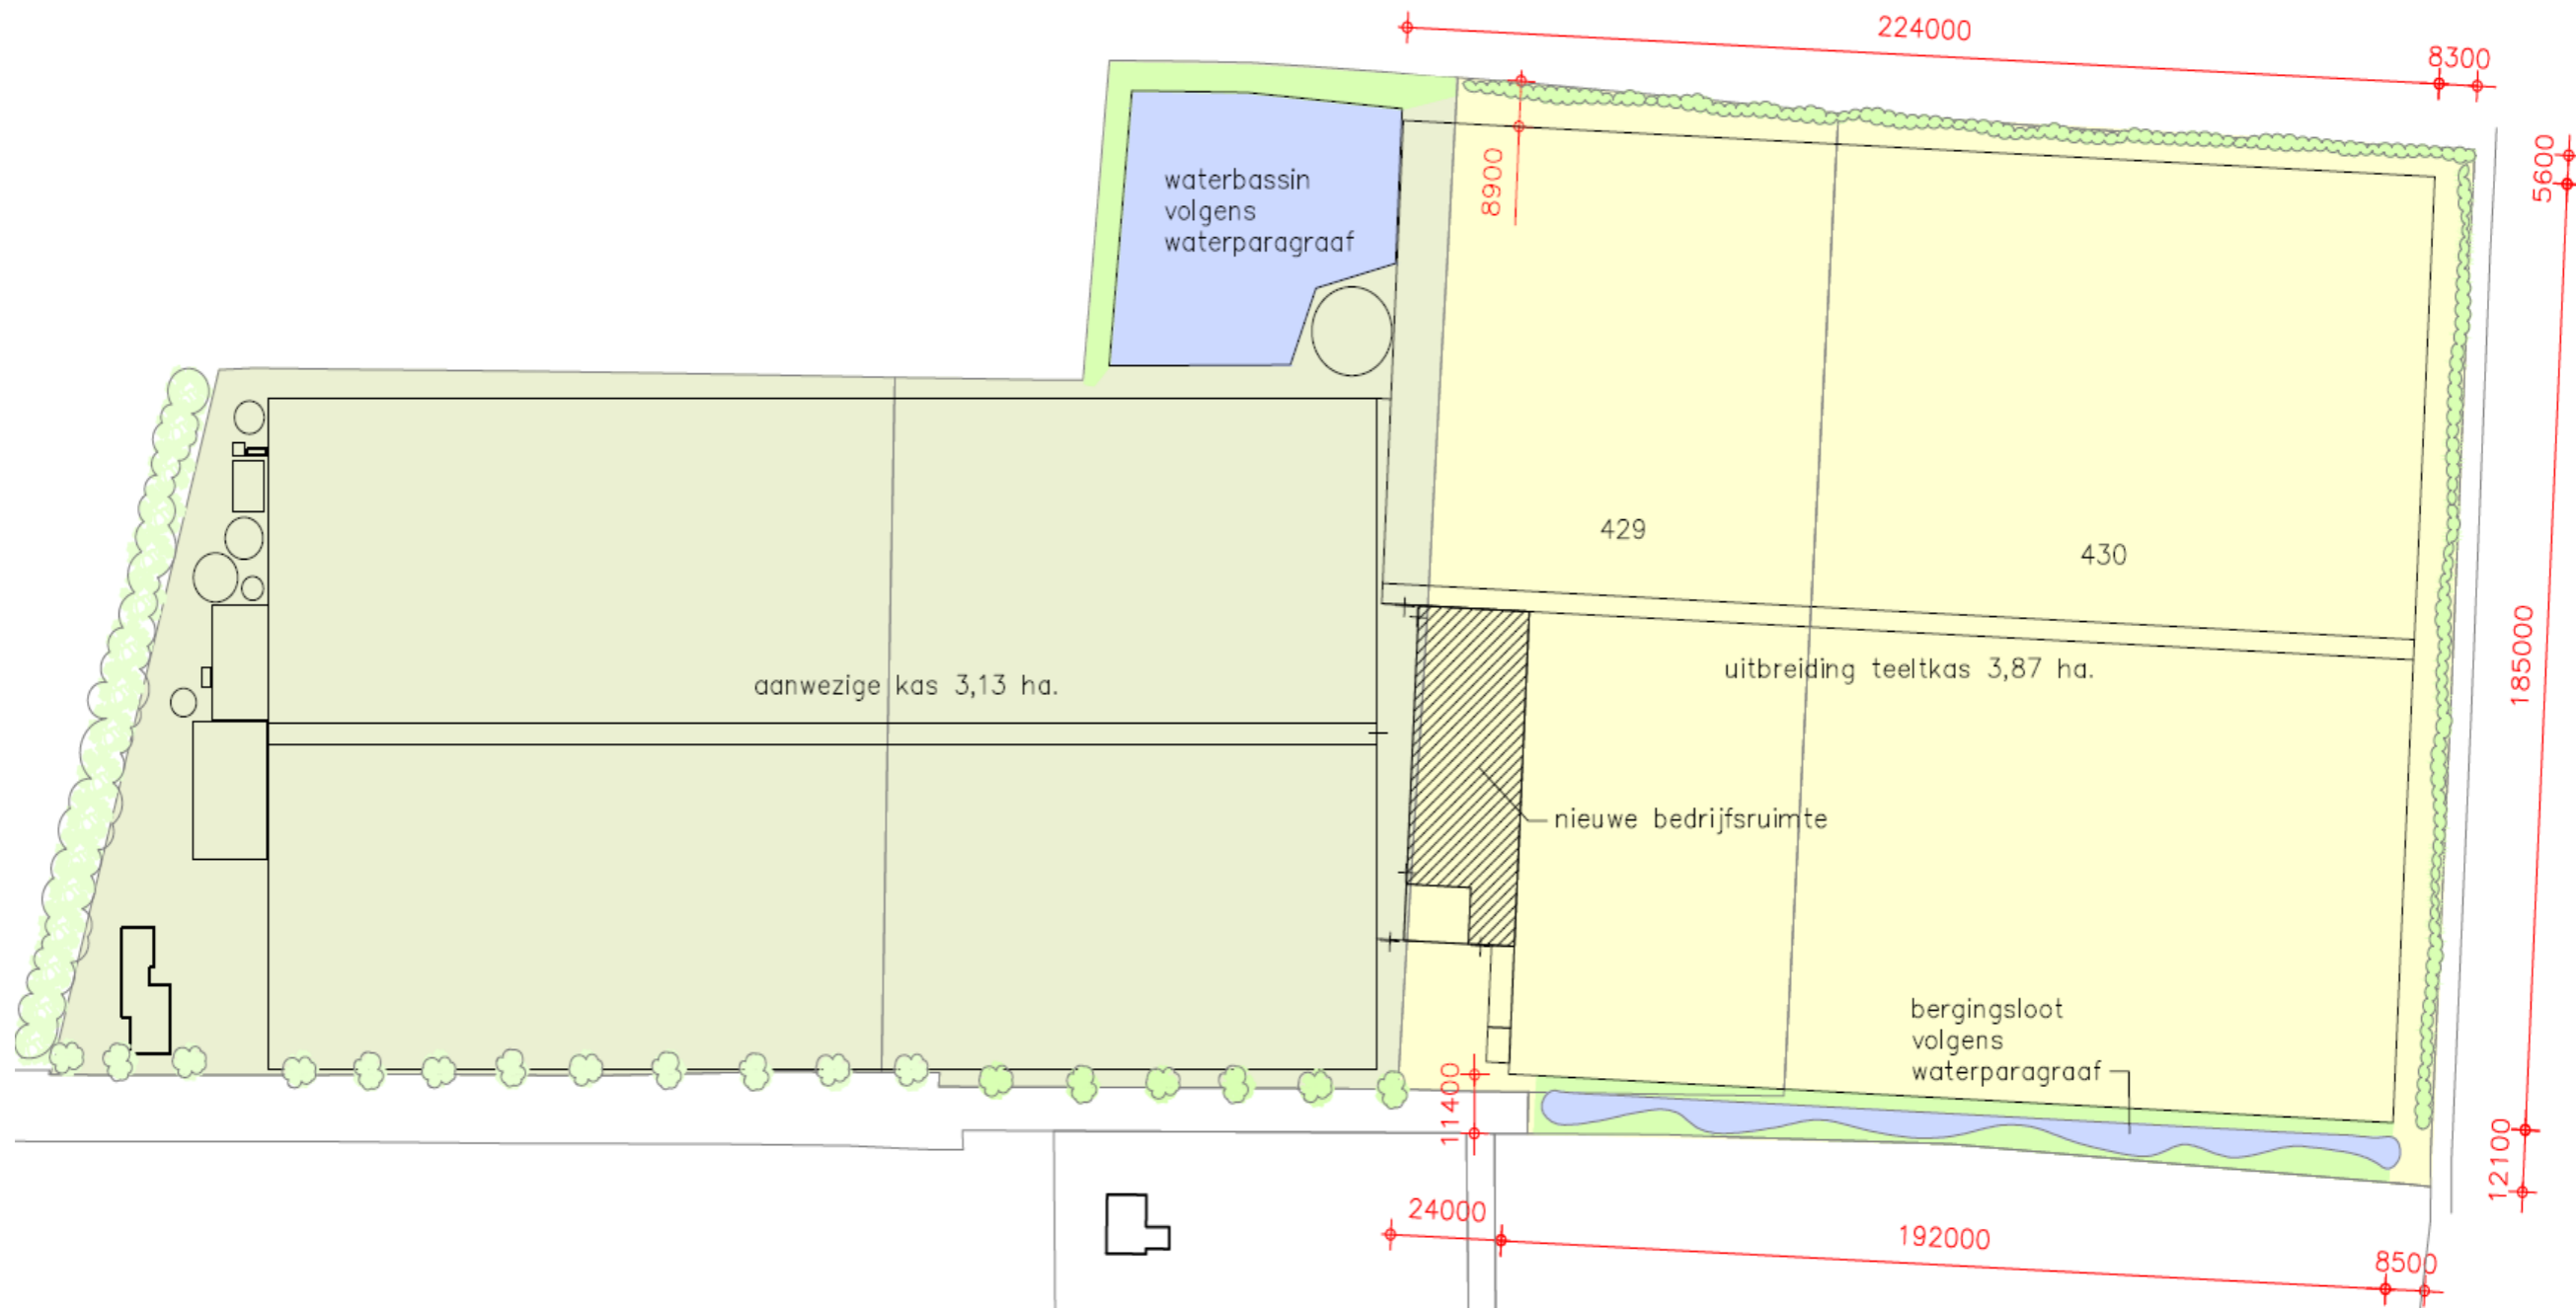 224000
8300
5600
8900
waterbassin
volgens
waterparagraaf
429
430
185000
aanwezige kas 3,13 ha.
uitbreiding teeltkas 3,87 ha.
nieuwe bedrijfsruimte
bergingsloot
volgens
waterparagraaf
11400
12100
24000
192000
8500